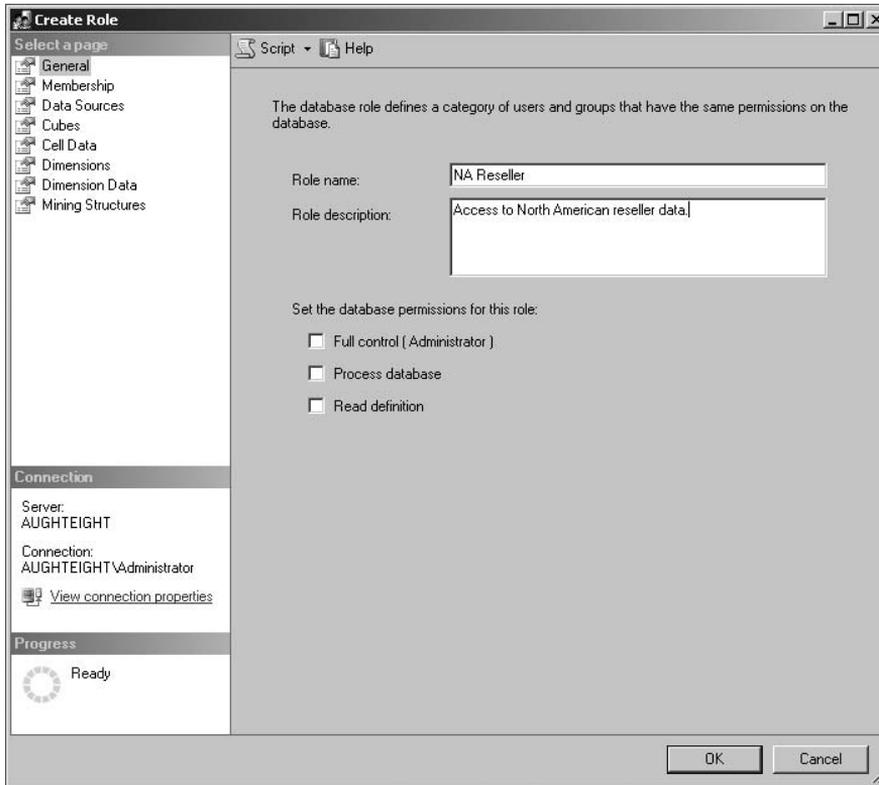 Create Role
Select a page
General
Membership
Data Sources
Cubes
Cell Data
Dimensions
Dimension Data
Mining Structures
Script Help
The database role defines a category of users and groups that have the same permissions on the
database.
Role name: NA Reseller
Role description: Access to North American reseller data.
Set the database permissions for this role:
Full control ( Administrator )
Process database
Read definition
Connection
Server:
AUGHTEIGHT
Connection:
AUGHTEIGHT\Administrator
View connection properties
Progress
Ready
OK Cancel